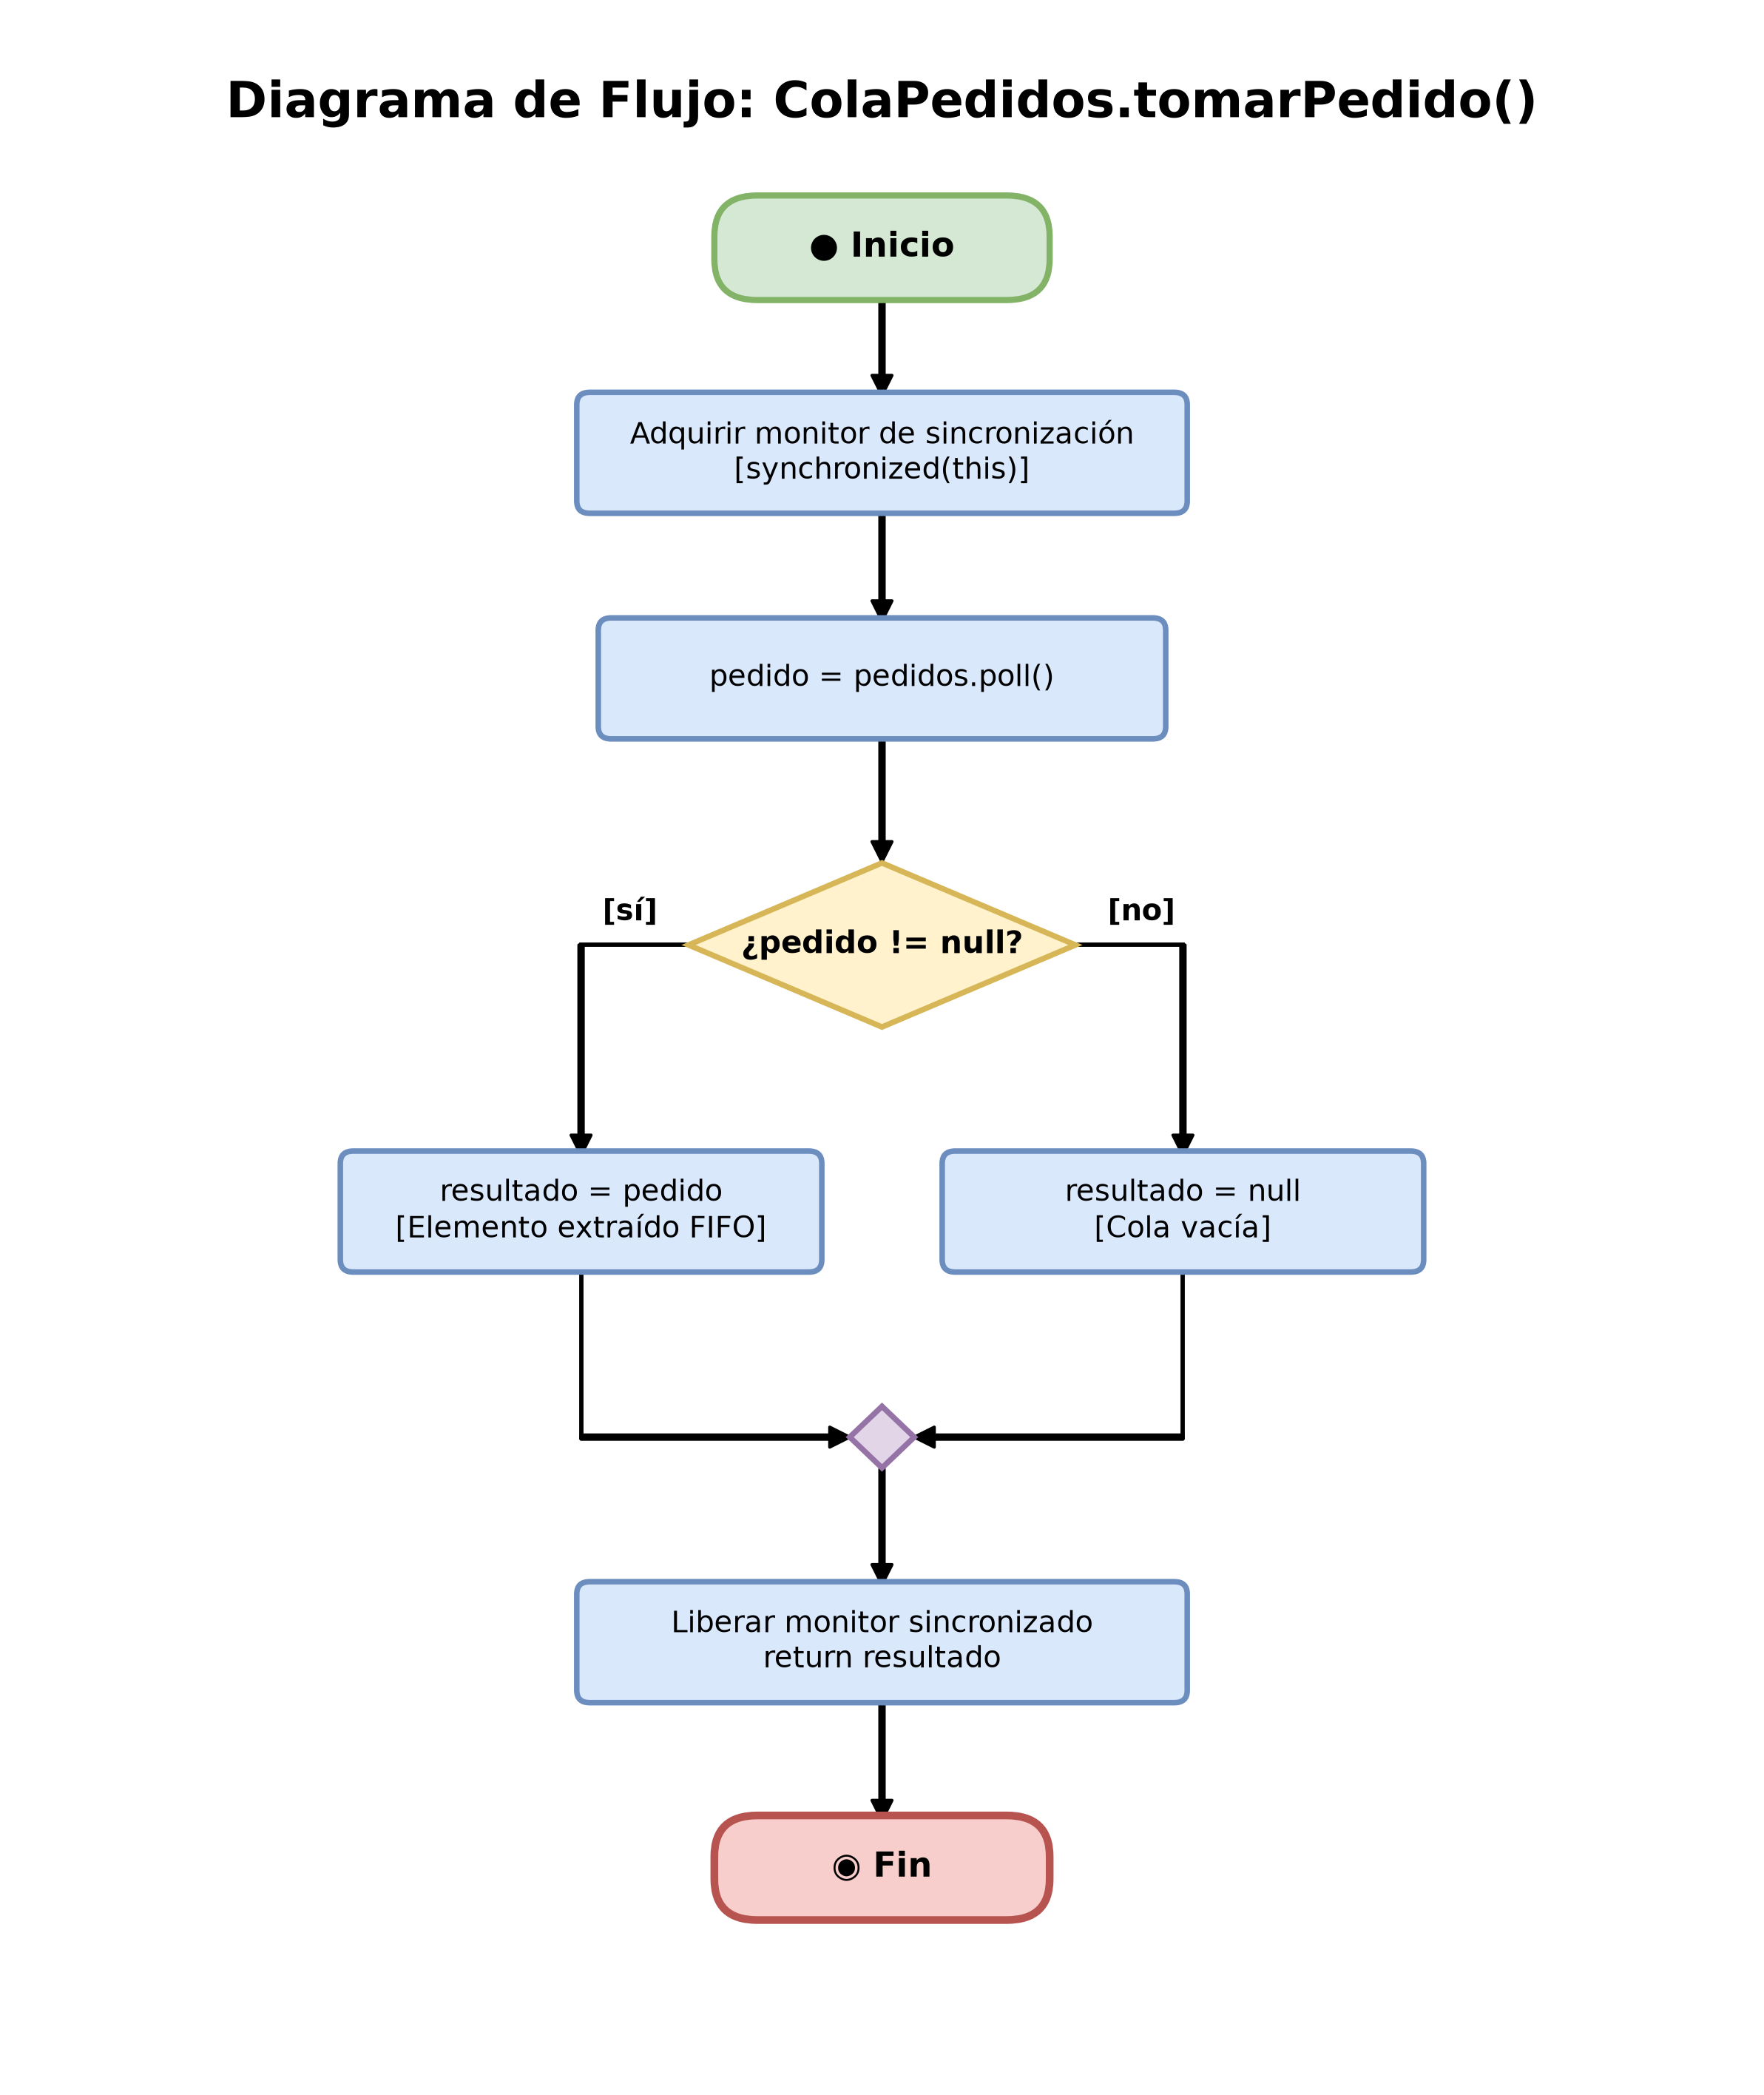 Diagrama de Flujo: ColaPedidos.tomarPedido()
● Inicio
Adquirir monitor de sincronización
[synchronized(this)]
pedido = pedidos.poll()
[sí]
[no]
¿pedido != null?
resultado = pedido
[Elemento extraído FIFO]
resultado = null
[Cola vacía]
Liberar monitor sincronizado
return resultado
◉ Fin